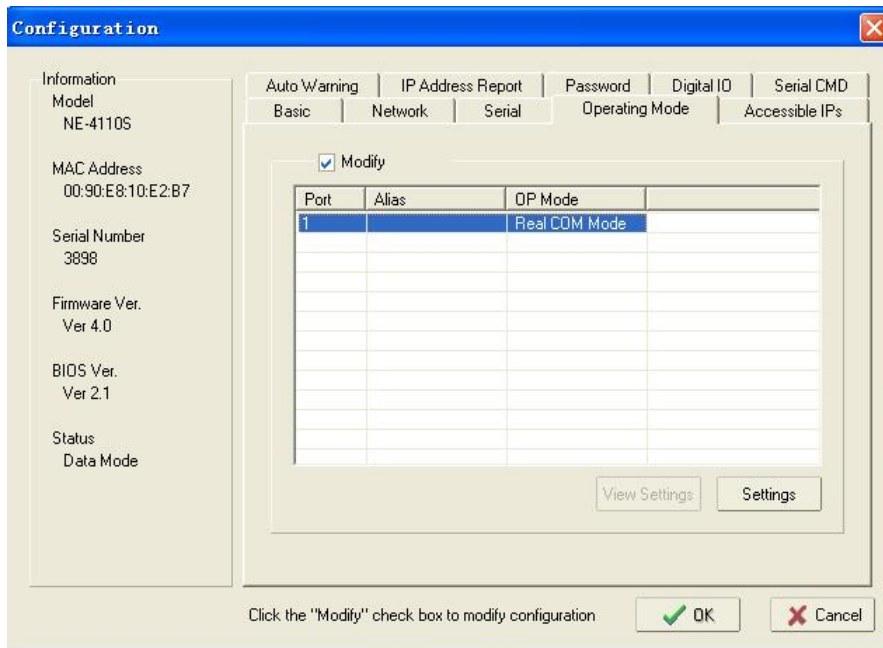 Configuration
Information
Model
NE-4110S
MAC Address
00:90:E8:10:E2:B7
Serial Number
3898
Firmware Ver.
Ver 4.0
BIOS Ver.
Ver 2.1
Status
Data Mode
Auto Warning IP Address Report Password Digital IO Serial CMD
Basic Network Serial Operating Mode Accessible IPs
Modify
Port Alias OP Mode
1 Real COM Mode
View Settings Settings
Click the "Modify" check box to modify configuration OK Cancel